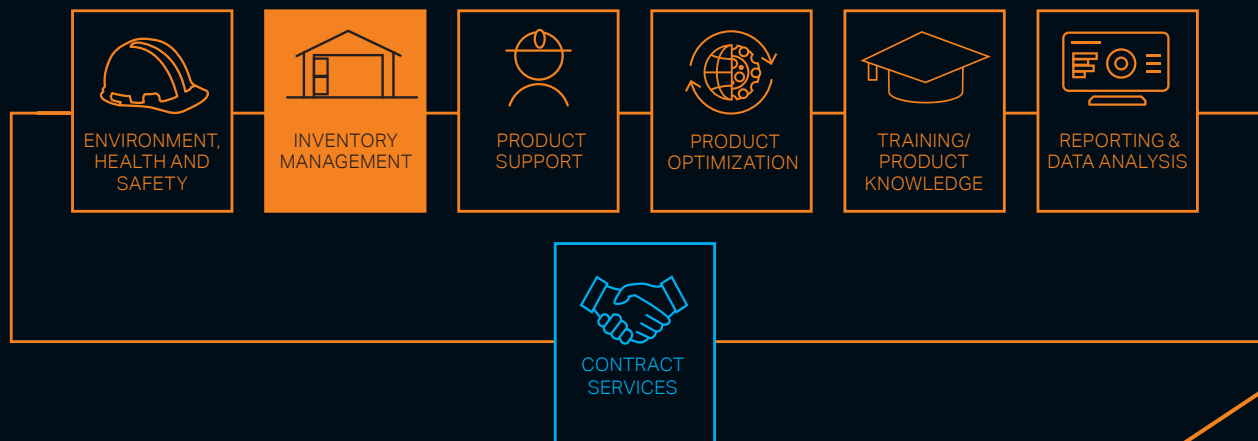 ENVIRONMENT,
HEALTH AND
SAFETY
INVENTORY
MANAGEMENT
PRODUCT
SUPPORT
PRODUCT
OPTIMIZATION
TRAINING/
PRODUCT
KNOWLEDGE
REPORTING &
DATA ANALYSIS
CONTRACT
SERVICES